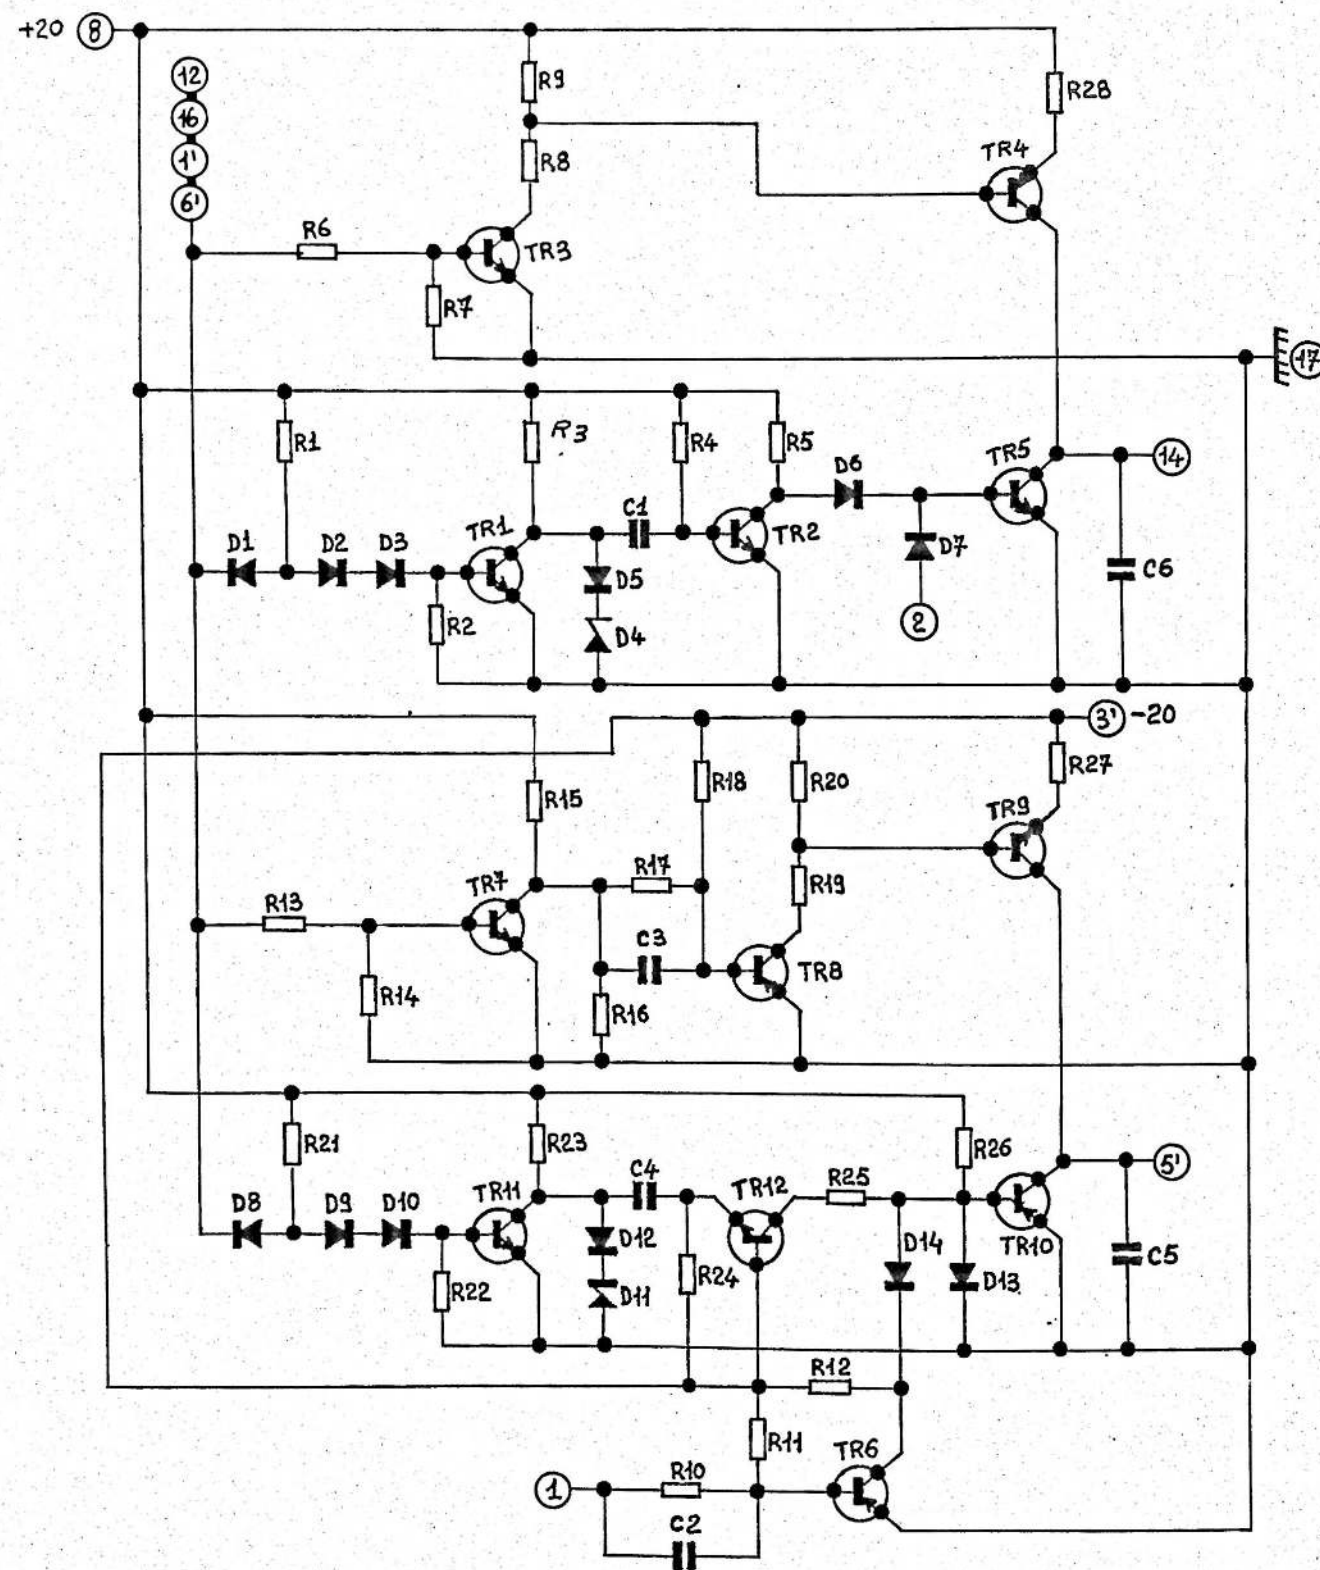 +20 8
12
R9
R28
16
TR4
1'
R8
6'
R6
TR3
R7
17
R1
R3
R4
R5
TR5
14
D6
C1
TR1
TR2
D1
D2
D3
D7
C6
D5
R2
D4
2
3' -20
R18
R20
R27
R15
TR9
R17
TR7
R19
R13
C3
TR8
R14
R16
R21
R23
R26
C4
R25
5'
TR11
TR12
D8
D9
D10
D12
D14
TR10
C5
R24
R22
D11
D13
R12
R11
TR6
R10
1
C2